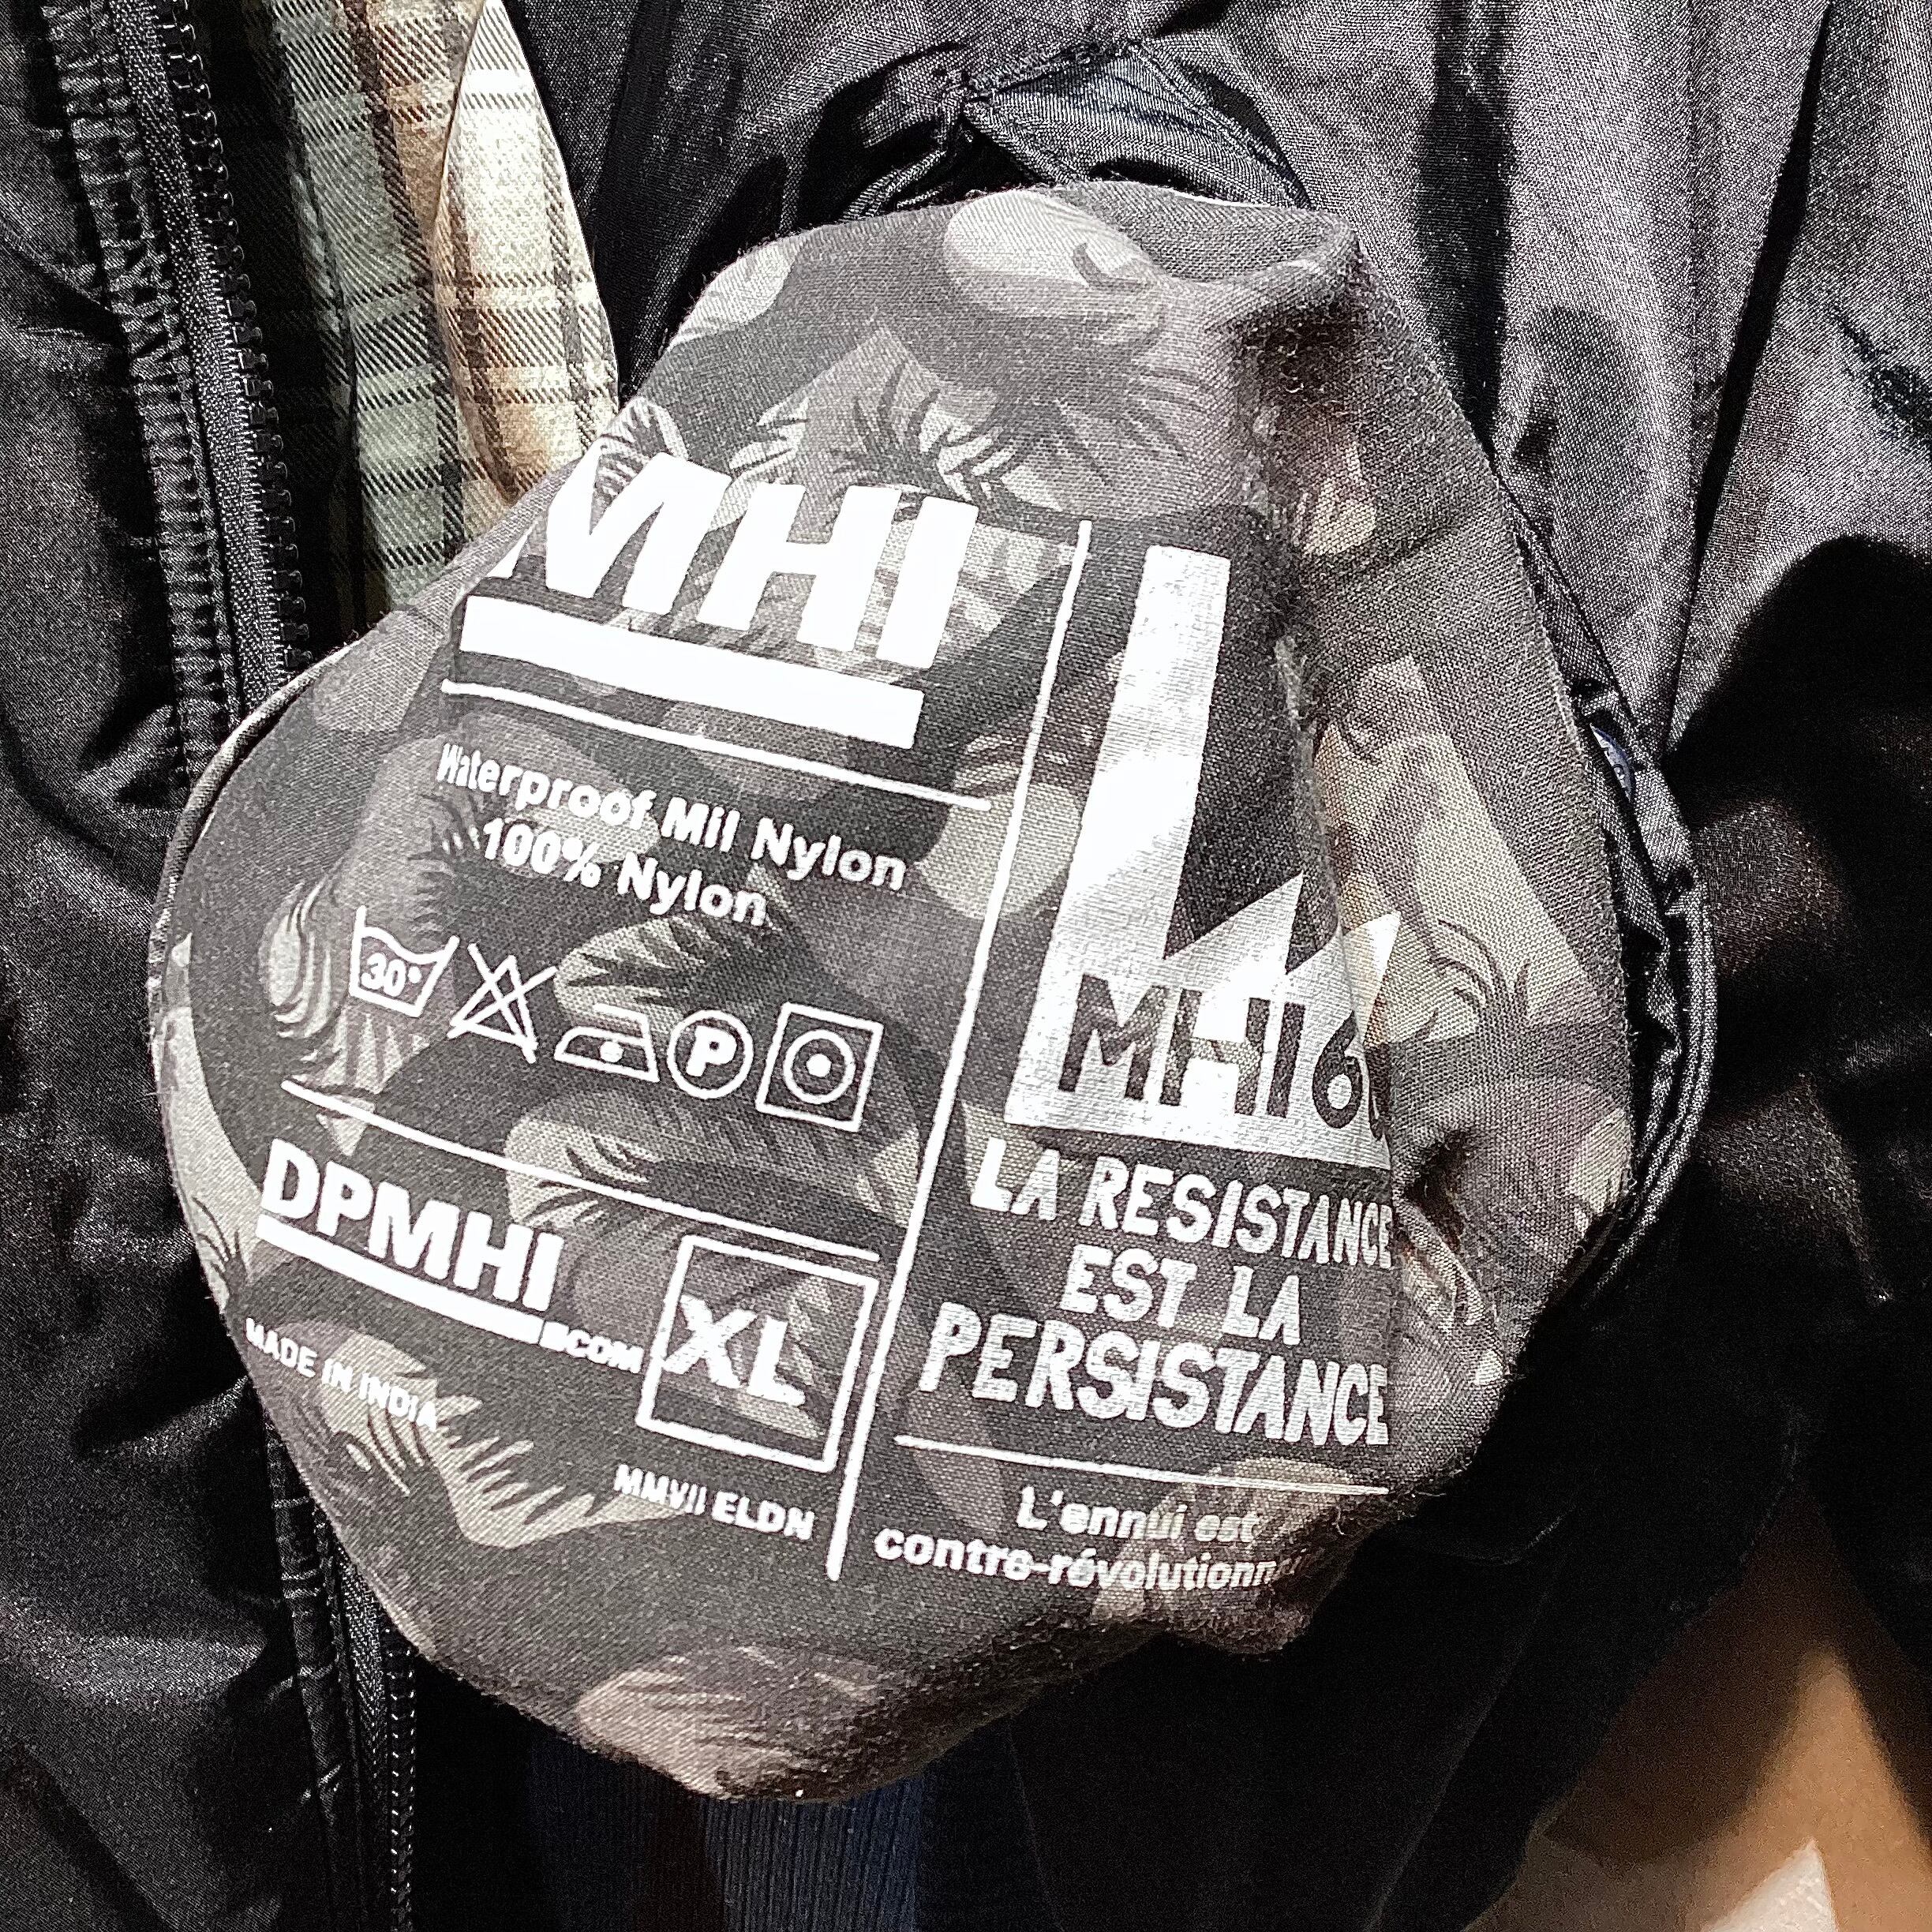 MHI
Waterproof Mil Nylon
100% Nylon
30°
P
DPMHI
.COM
MADE IN INDIA
XL
MMVII ELDN
LA RESISTANCE
EST LA
PERSISTANCE
L'ennui est